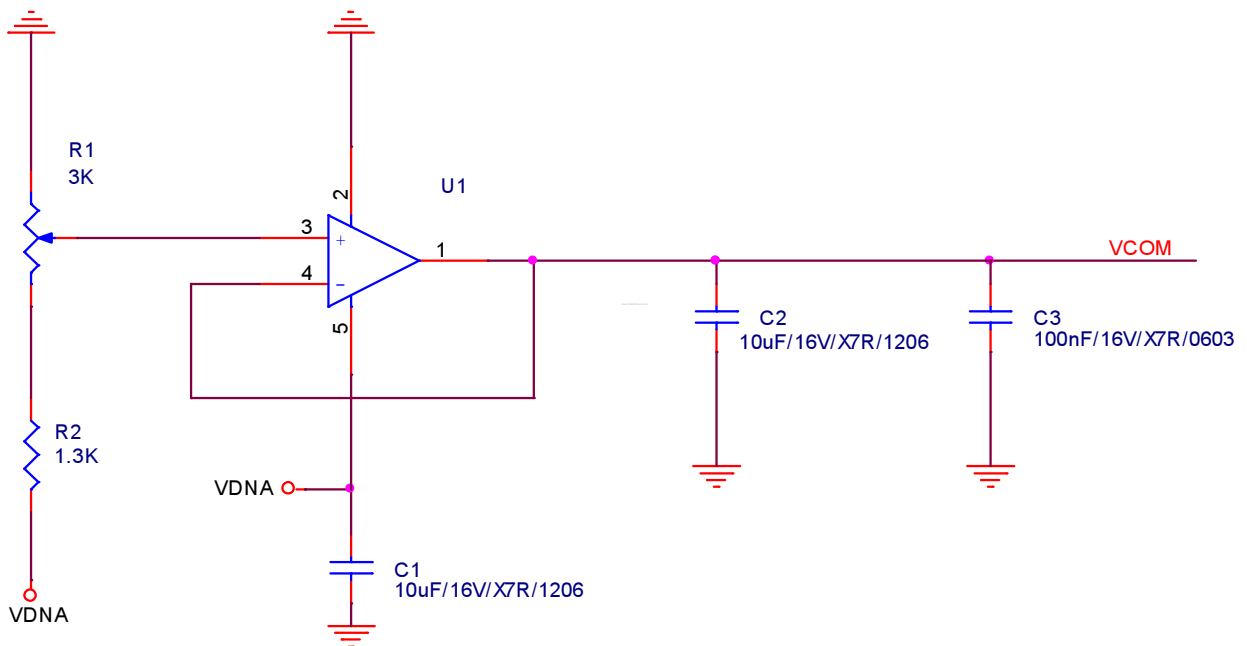 R1
3K
U1
2
3
+
1
4
-
5
VCOM
C2
10uF/16V/X7R/1206
C3
100nF/16V/X7R/0603
R2
1.3K
VDNA
C1
10uF/16V/X7R/1206
VDNA